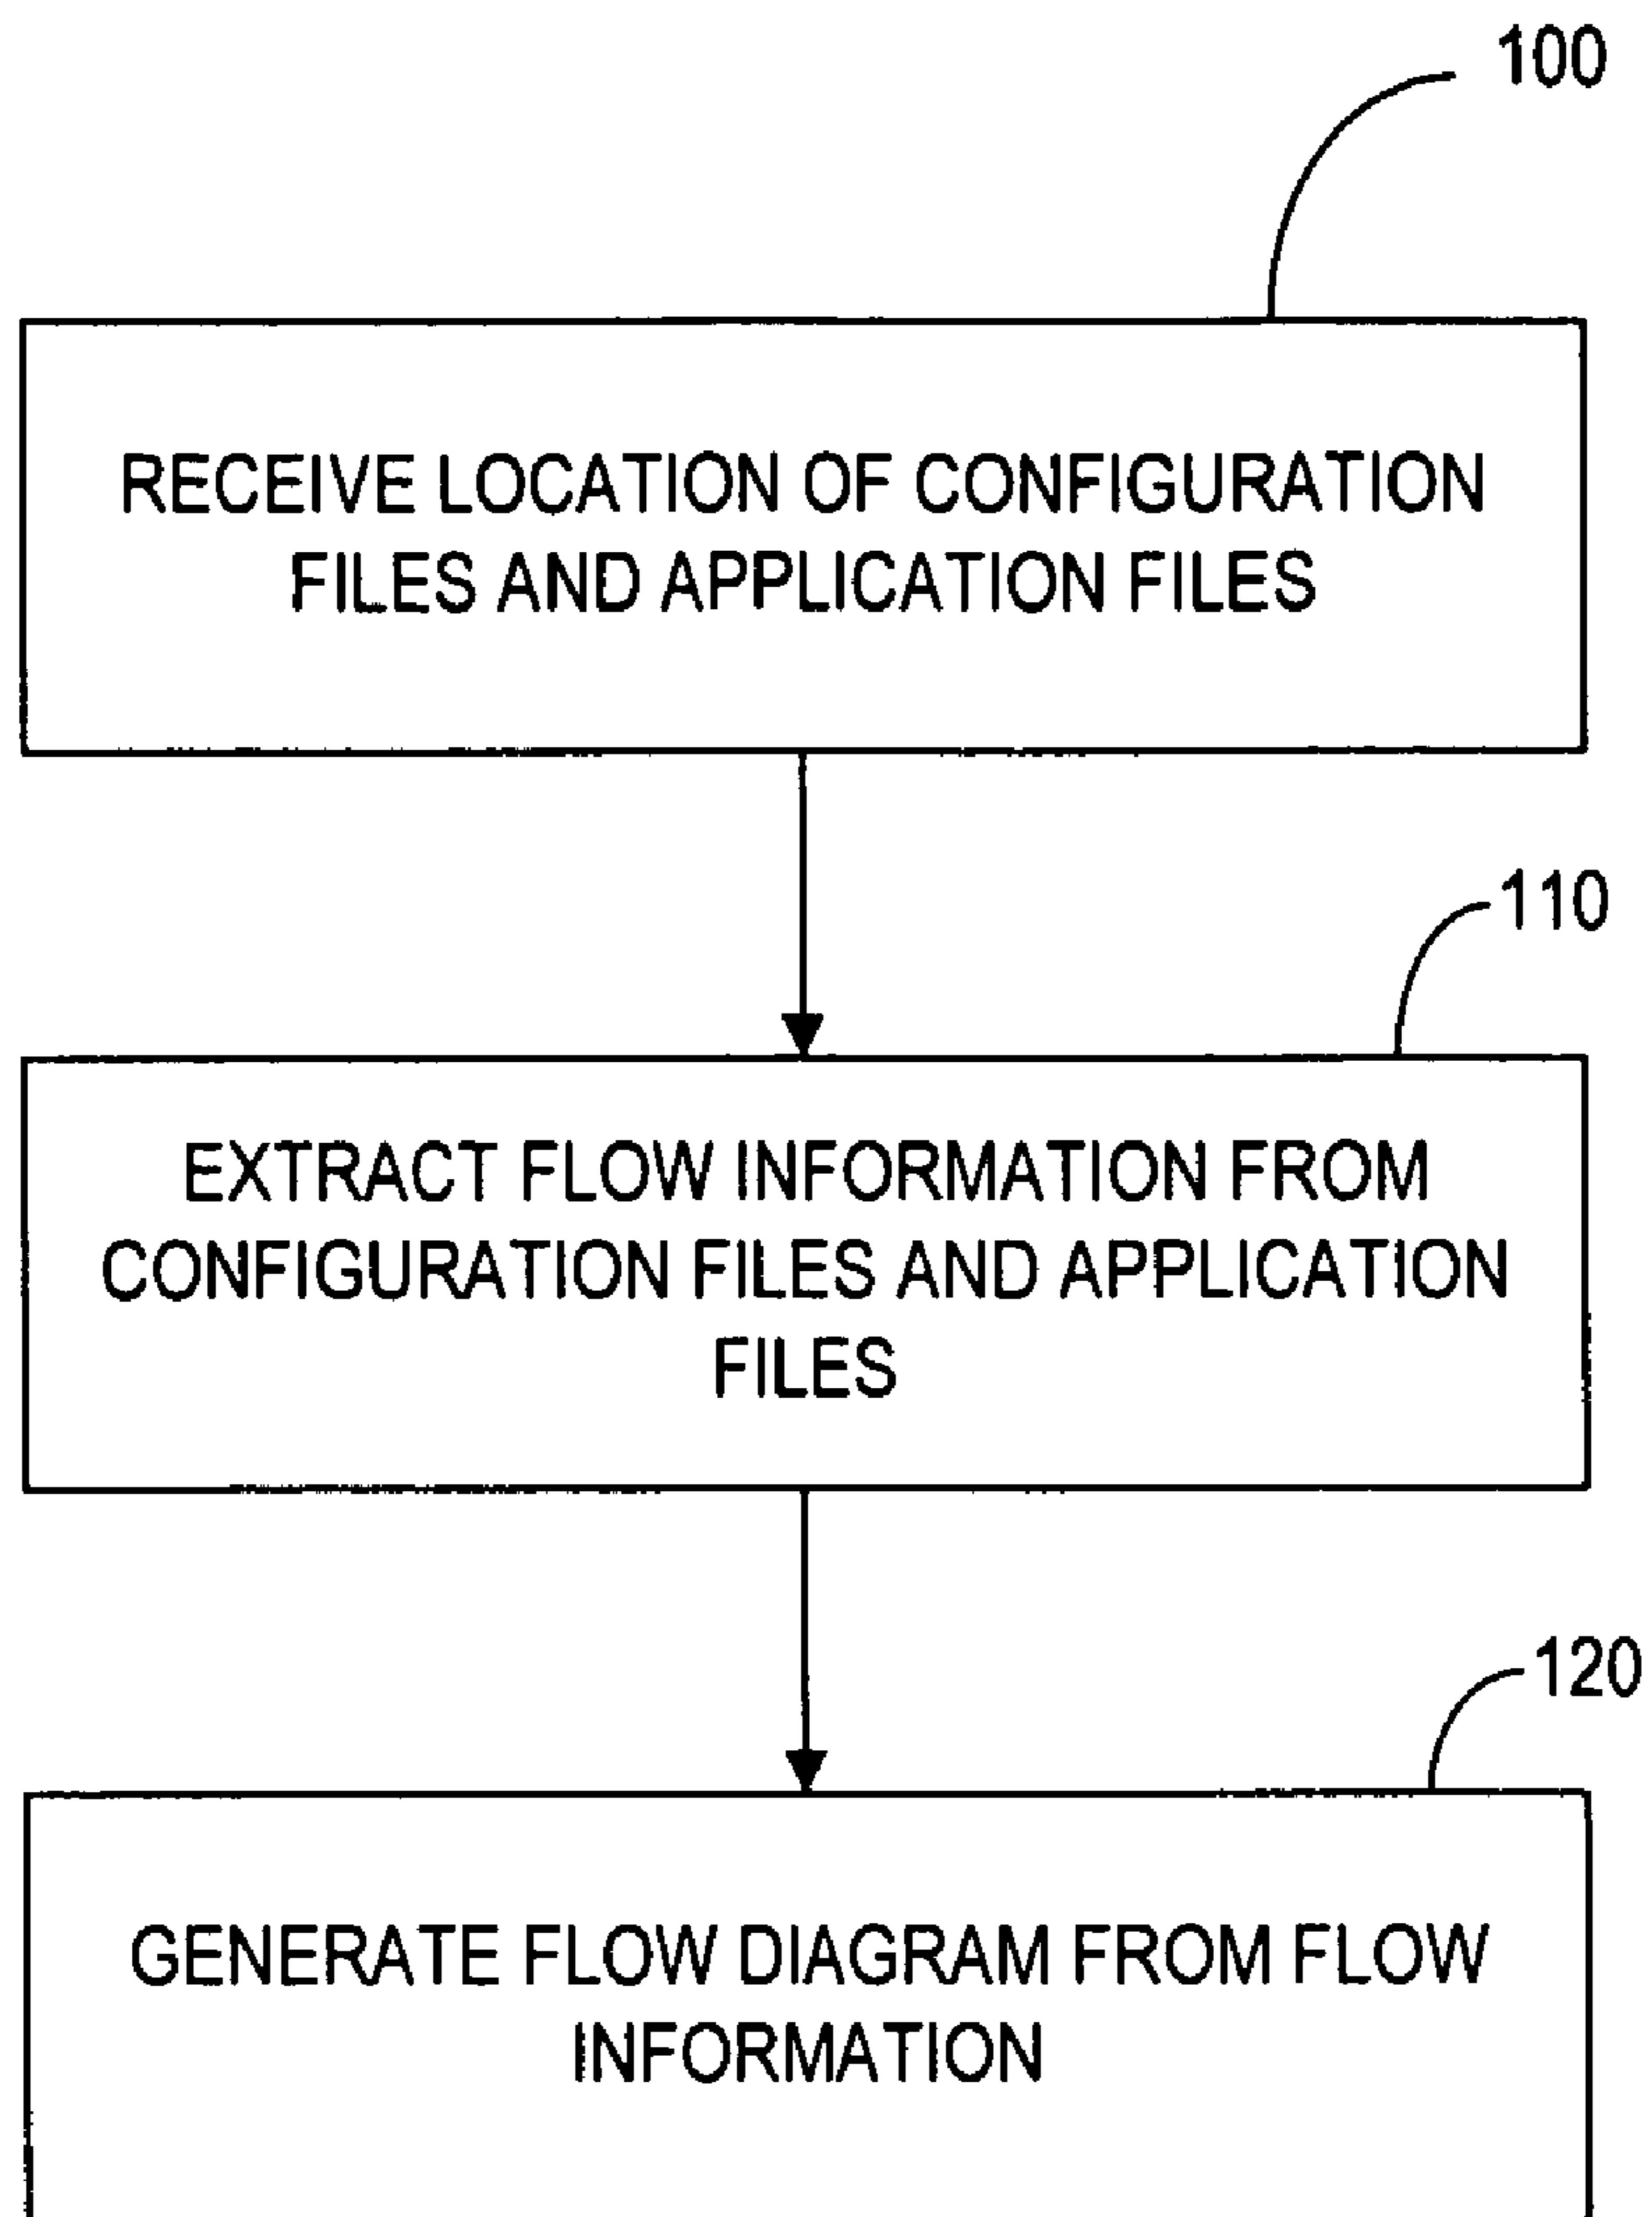 100
RECEIVE LOCATION OF CONFIGURATION
FILES AND APPLICATION FILES
110
EXTRACT FLOW INFORMATION FROM
CONFIGURATION FILES AND APPLICATION
FILES
120
GENERATE FLOW DIAGRAM FROM FLOW
INFORMATION